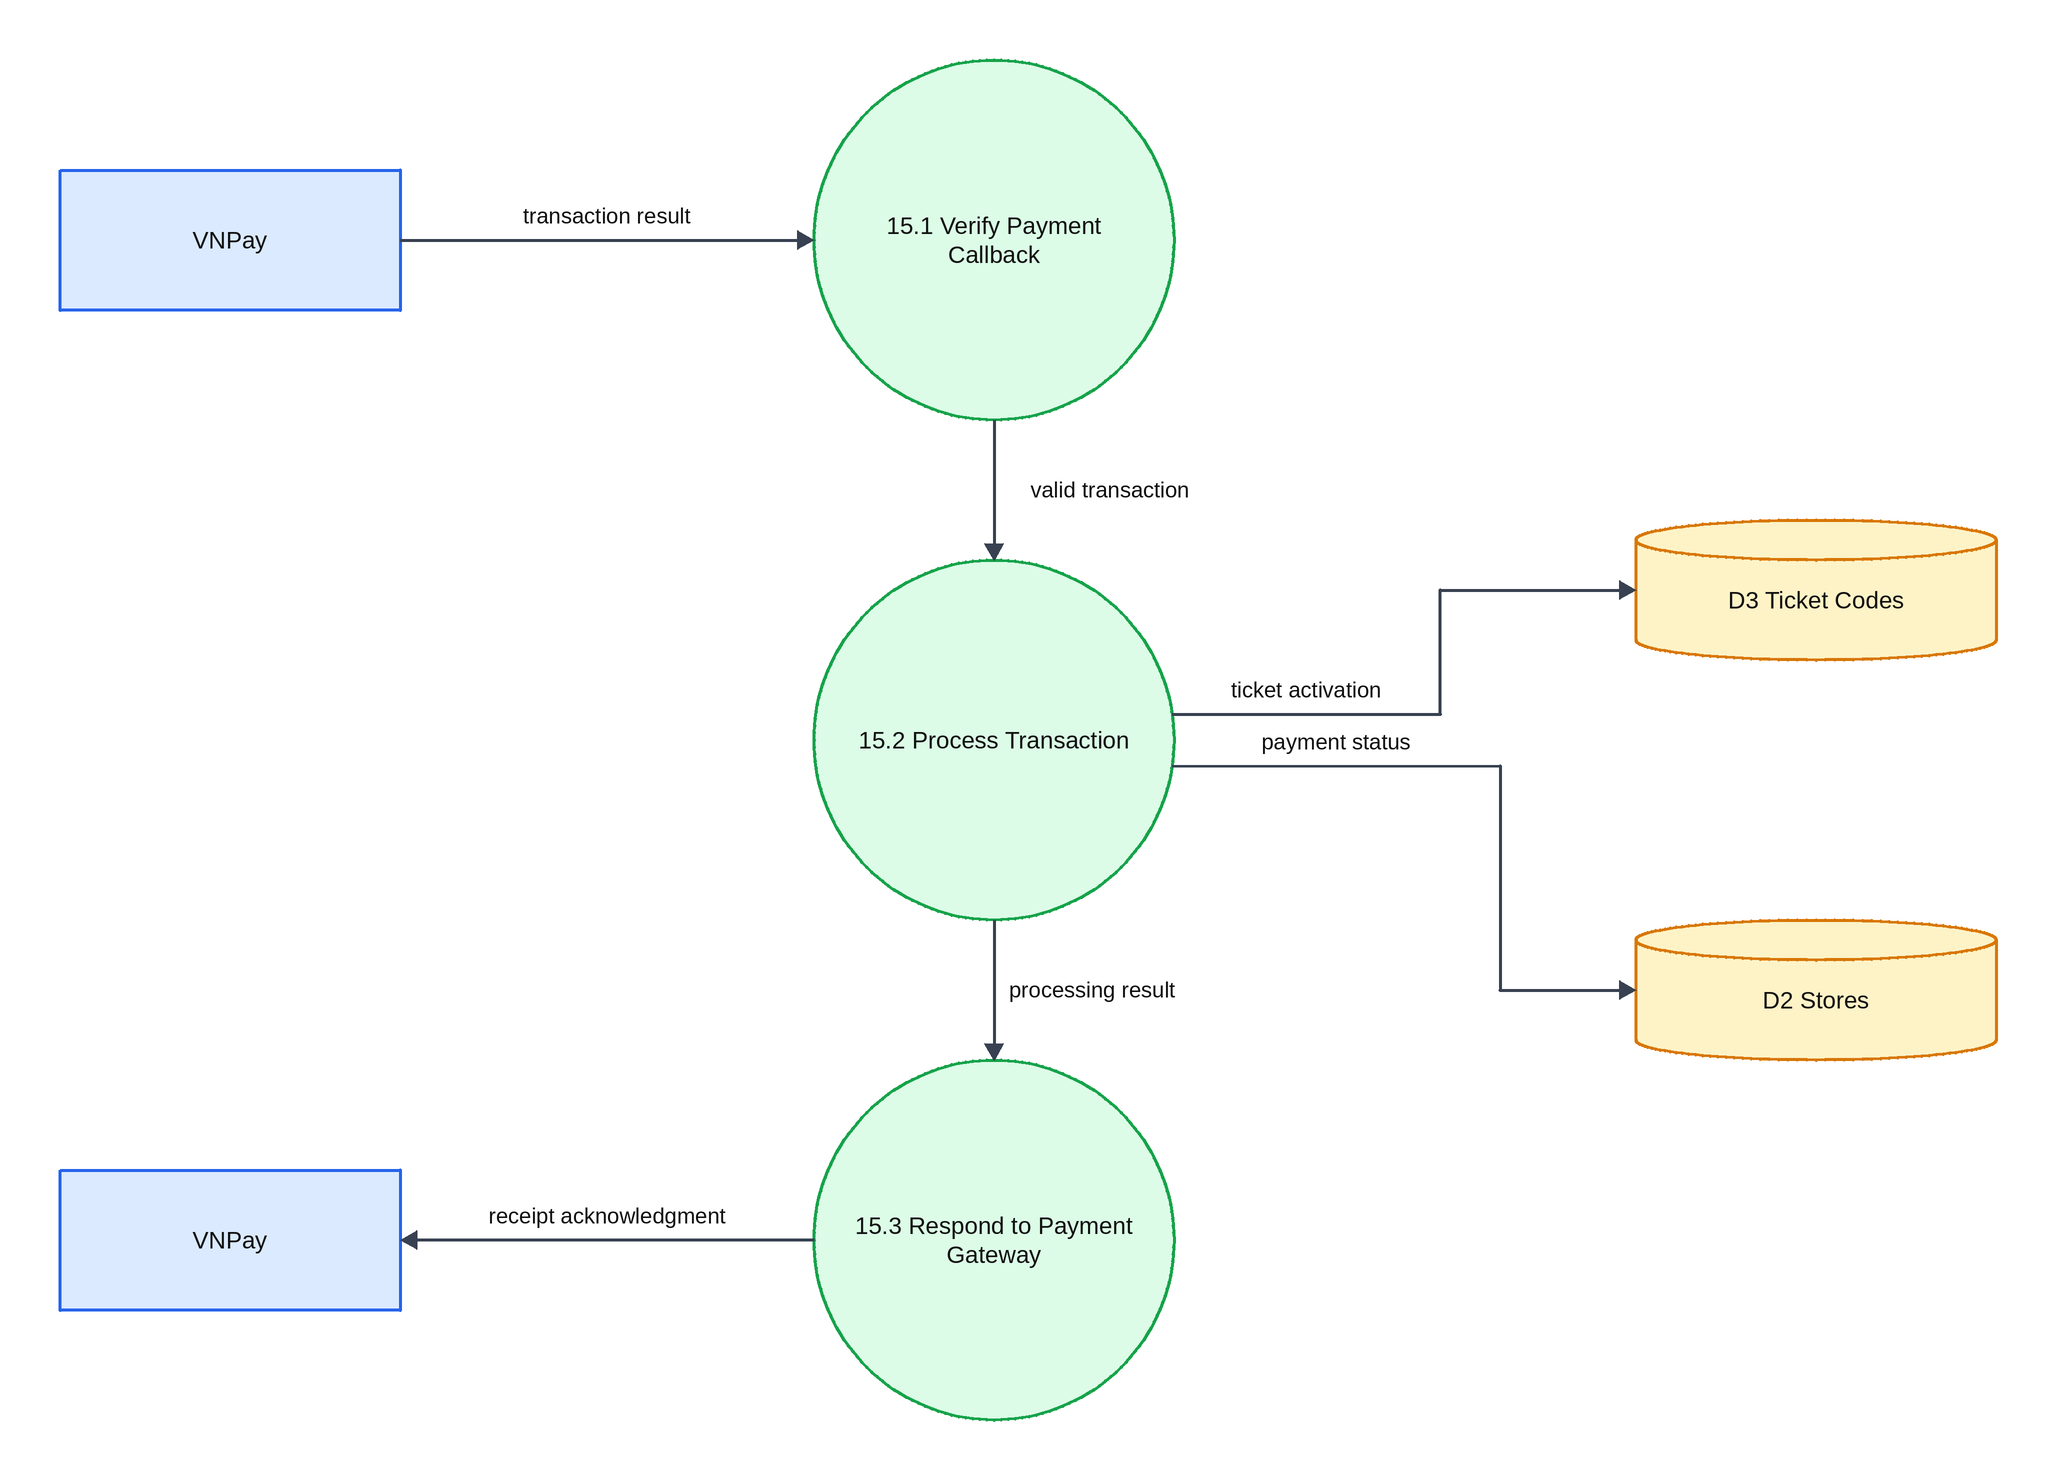 VNPay
transaction result
15.1 Verify Payment
Callback
valid transaction
D3 Ticket Codes
ticket activation
15.2 Process Transaction
payment status
processing result
D2 Stores
VNPay
receipt acknowledgment
15.3 Respond to Payment
Gateway